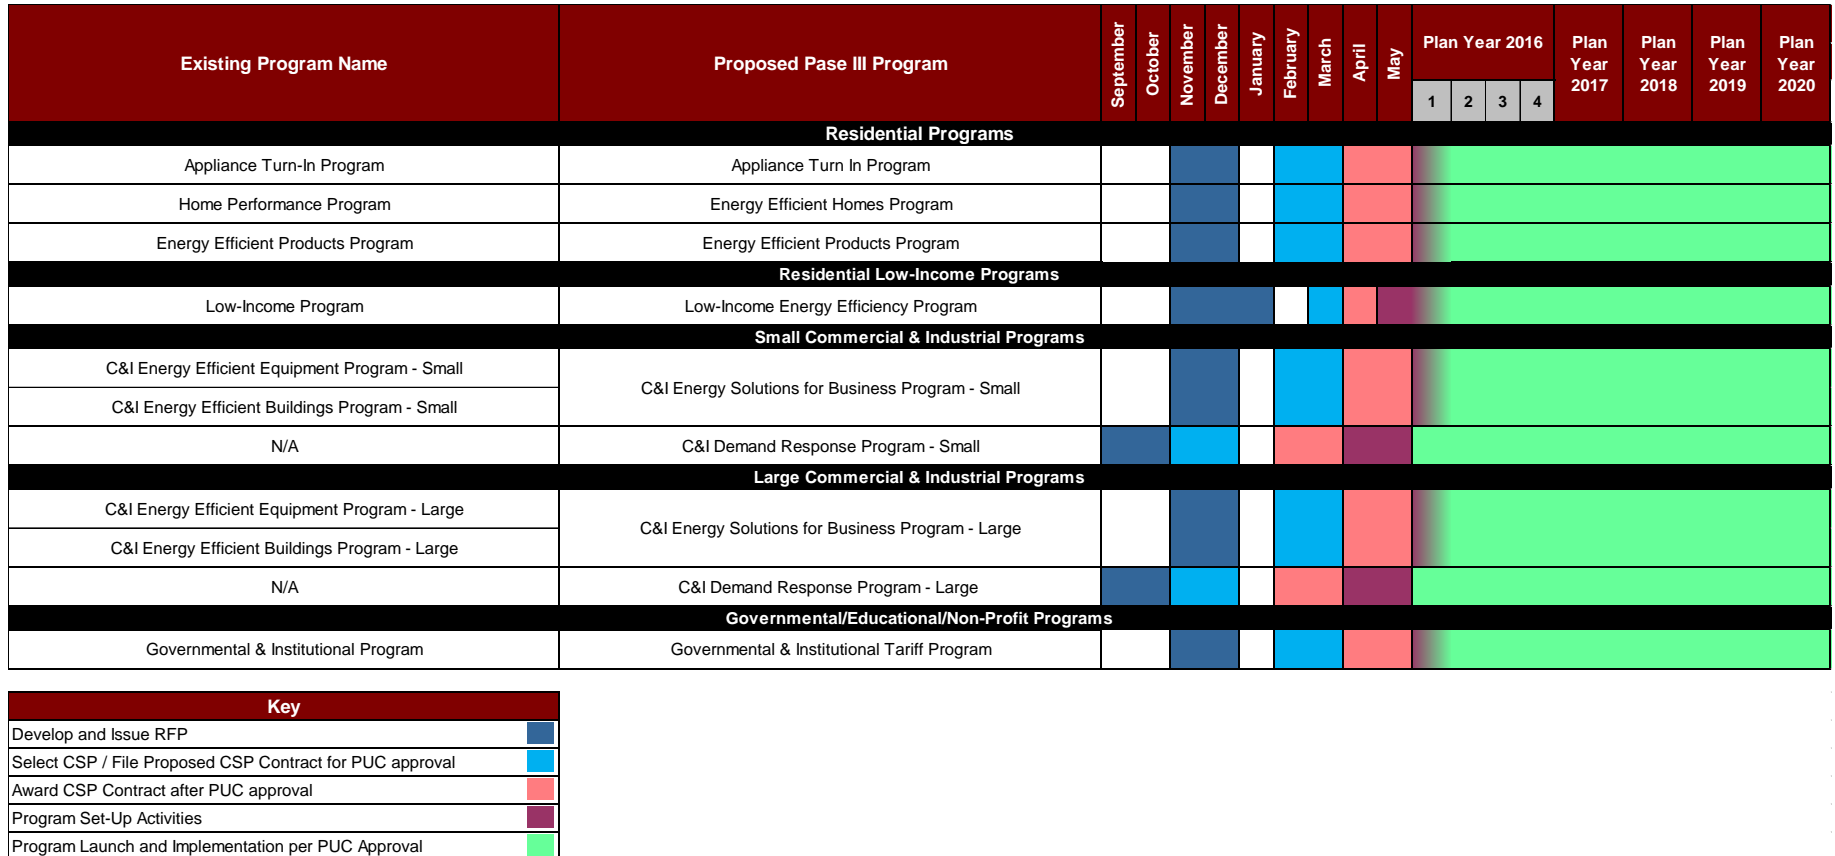 Existing Program Name
Proposed Pase III Program
September
October
November
December
January
February
March
April
May
Plan Year 2016
1 2 3 4
Plan
Year
2017
Plan
Year
2018
Plan
Year
2019
Plan
Year
2020
Residential Programs
Appliance Turn-In Program
Appliance Turn In Program
Home Performance Program
Energy Efficient Homes Program
Energy Efficient Products Program
Energy Efficient Products Program
Residential Low-Income Programs
Low-Income Program
Low-Income Energy Efficiency Program
Small Commercial & Industrial Programs
C&I Energy Efficient Equipment Program - Small
C&I Energy Efficient Buildings Program - Small
C&I Energy Solutions for Business Program - Small
N/A
C&I Demand Response Program - Small
Large Commercial & Industrial Programs
C&I Energy Efficient Equipment Program - Large
C&I Energy Efficient Buildings Program - Large
C&I Energy Solutions for Business Program - Large
N/A
C&I Demand Response Program - Large
Governmental/Educational/Non-Profit Programs
Governmental & Institutional Program
Governmental & Institutional Tariff Program
Key
Develop and Issue RFP
Select CSP / File Proposed CSP Contract for PUC approval
Award CSP Contract after PUC approval
Program Set-Up Activities
Program Launch and Implementation per PUC Approval